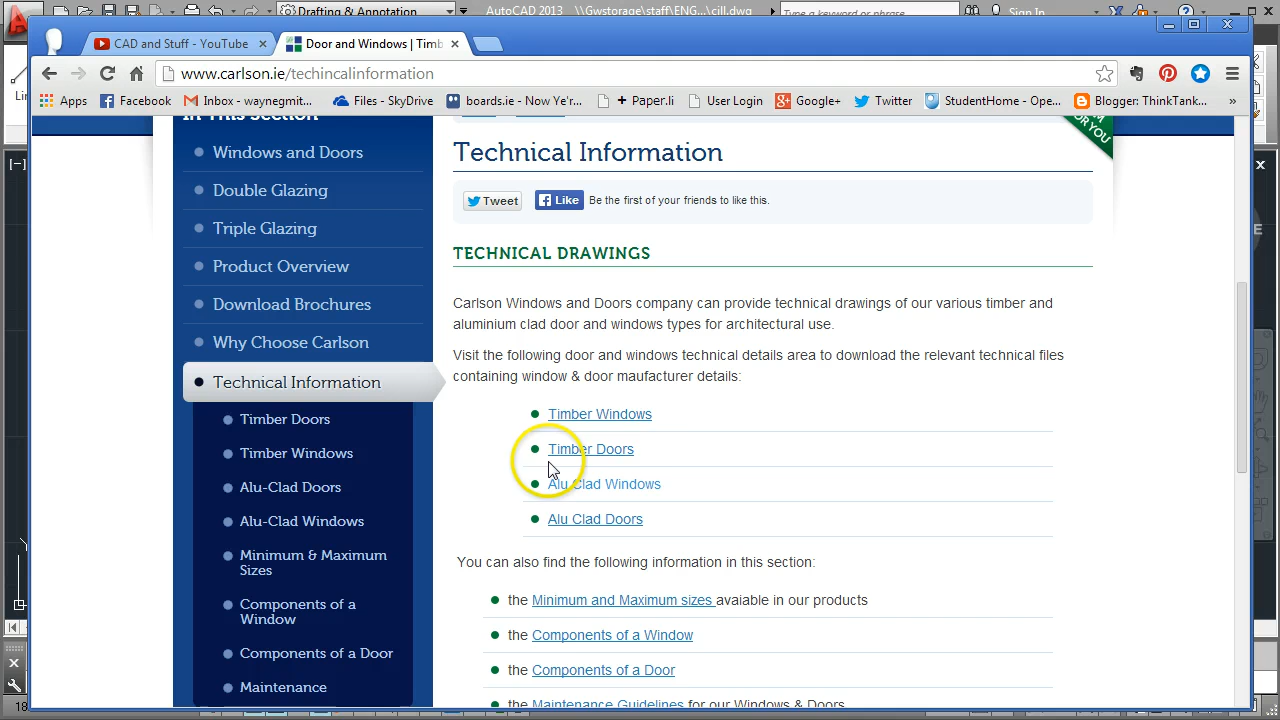 Drafting & Annotation
AutoCAD 2013
\\Gwstorage\staff\ENG...\cill.dwg
Type a keyword or phrase
Sign In
CAD and Stuff - YouTube
Door and Windows | Timb
www.carlson.ie/techincalinformation
Apps
Facebook
Inbox - waynegmit...
Files - SkyDrive
boards.ie - Now Ye'r...
+ Paper.li
User Login
Google+
Twitter
StudentHome - Ope...
Blogger: ThinkTank...
»
In This Section
Windows and Doors
Double Glazing
Triple Glazing
Product Overview
Download Brochures
Why Choose Carlson
Technical Information
Timber Doors
Timber Windows
Alu-Clad Doors
Alu-Clad Windows
Minimum & Maximum
Sizes
Components of a
Window
Components of a Door
Maintenance
FOR YOU
Technical Information
Tweet
Like
Be the first of your friends to like this.
TECHNICAL DRAWINGS
Carlson Windows and Doors company can provide technical drawings of our various timber and
aluminium clad door and windows types for architectural use.
Visit the following door and windows technical details area to download the relevant technical files
containing window & door maufacturer details:
Timber Windows
Timber Doors
Alu Clad Windows
Alu Clad Doors
You can also find the following information in this section:
the Minimum and Maximum sizes avaiable in our products
the Components of a Window
the Components of a Door
the Maintenance Guidelines for our Windows & Doors